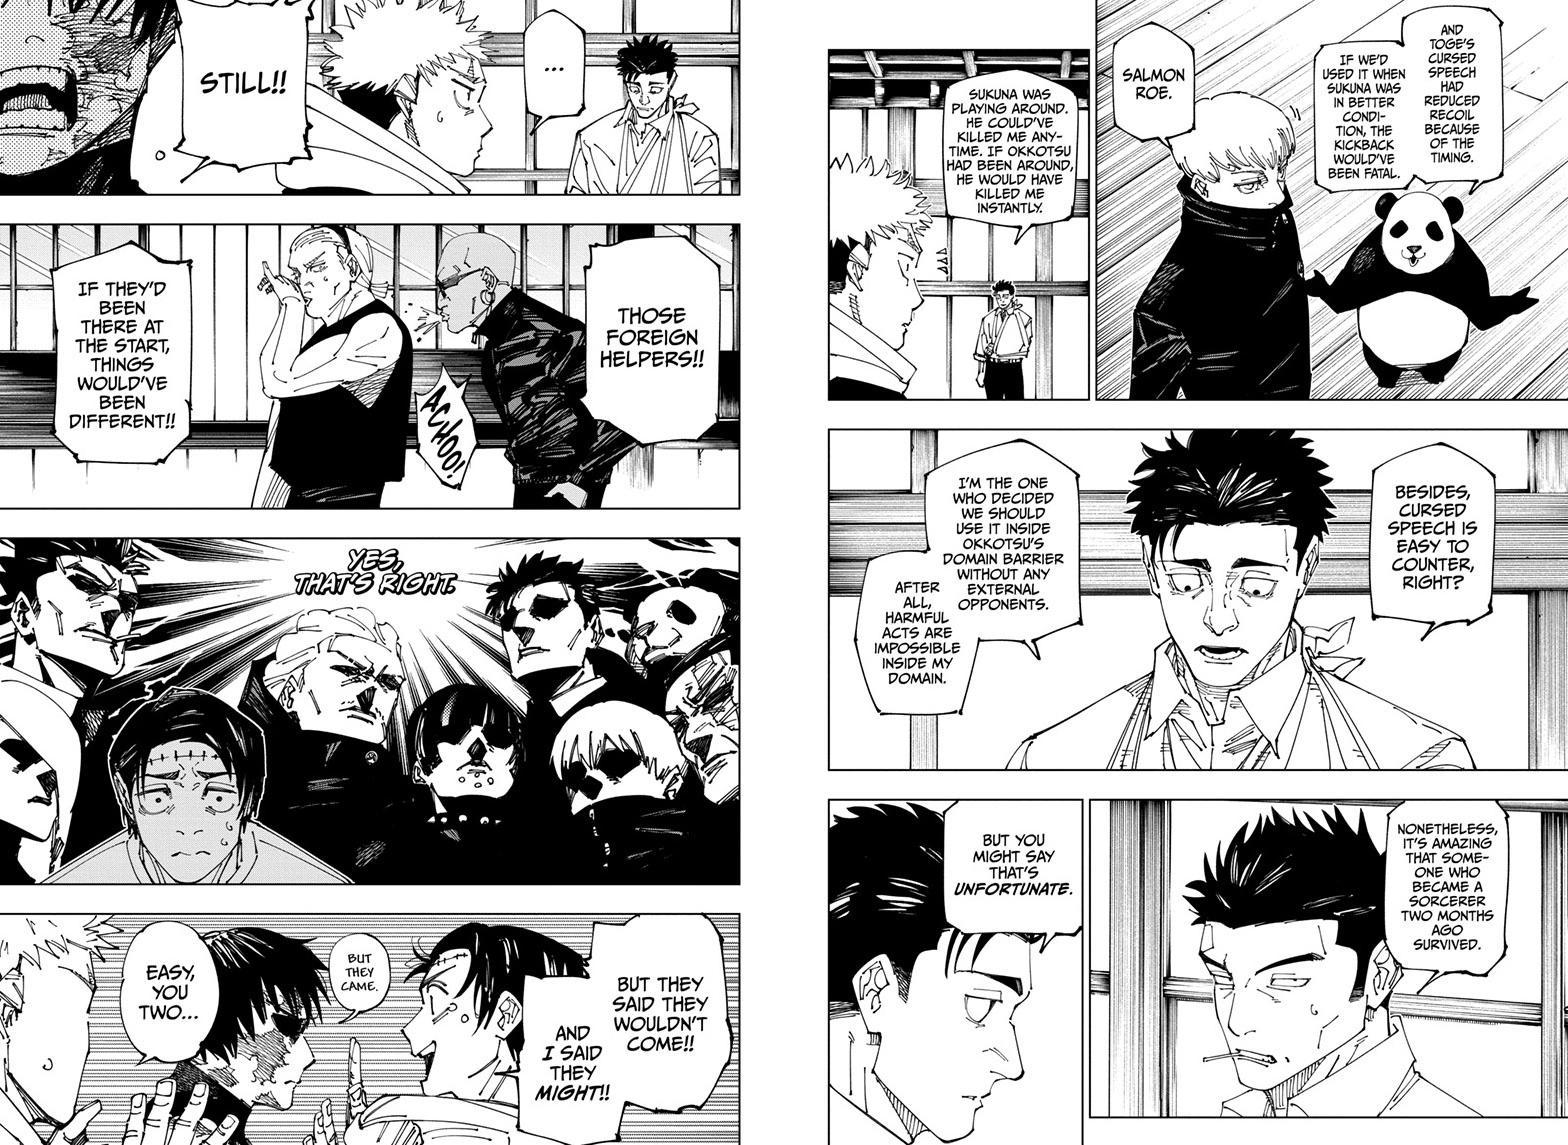 AND
TOGE'S
CURSED
SPEECH
HAD
REDUCED
RECOIL
BECAUSE
OF THE
TIMING.
IF WE'D
USED IT WHEN
SUKUNA WAS
IN BETTER
CONDI-
TION, THE
KICKBACK
WOULD'VE
BEEN FATAL.
SALMON
ROE.
SUKUNA WAS
PLAYING AROUND.
HE COULD'VE
KILLED ME ANY-
TIME. IF OKKOTSU
HAD BEEN AROUND,
HE WOULD HAVE
KILLED ME
INSTANTLY.
BESIDES,
CURSED
SPEECH IS
EASY TO
COUNTER,
RIGHT?
I'M THE ONE
WHO DECIDED
WE SHOULD
USE IT INSIDE
OKKOTSU'S
DOMAIN BARRIER
WITHOUT ANY
EXTERNAL
OPPONENTS.
AFTER
ALL,
HARMFUL
ACTS ARE
IMPOSSIBLE
INSIDE MY
DOMAIN.
NONETHELESS,
IT'S AMAZING
THAT SOME-
ONE WHO
BECAME A
SORCERER
TWO MONTHS
AGO
SURVIVED.
BUT YOU
MIGHT SAY
THAT'S
UNFORTUNATE.
...
STILL!!
THOSE
FOREIGN
HELPERS!!
ACHOO!
IF THEY'D
BEEN
THERE AT
THE START,
THINGS
WOULD'VE
BEEN
DIFFERENT!!
YES,
THAT'S RIGHT.
BUT THEY
SAID THEY
WOULDN'T
COME!!
AND
I SAID
THEY
MIGHT!!
BUT
THEY
CAME.
EASY,
YOU
TWO...